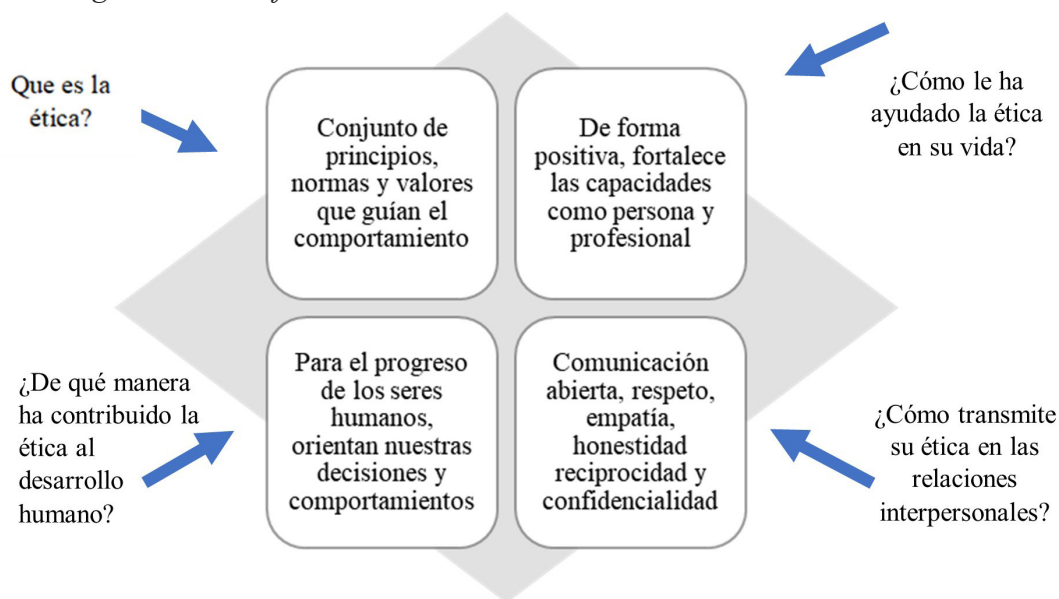 Que es la
ética?
Conjunto de
principios,
normas y valores
que guían el
comportamiento
De forma
positiva, fortalece
las capacidades
como persona y
profesional
¿Cómo le ha
ayudado la ética
en su vida?
¿De qué manera
ha contribuido la
ética al
desarrollo
humano?
Para el progreso
de los seres
humanos,
orientan nuestras
decisiones y
comportamientos
Comunicación
abierta, respeto,
empatía,
honestidad
reciprocidad y
confidencialidad
¿Cómo transmite
su ética en las
relaciones
interpersonales?